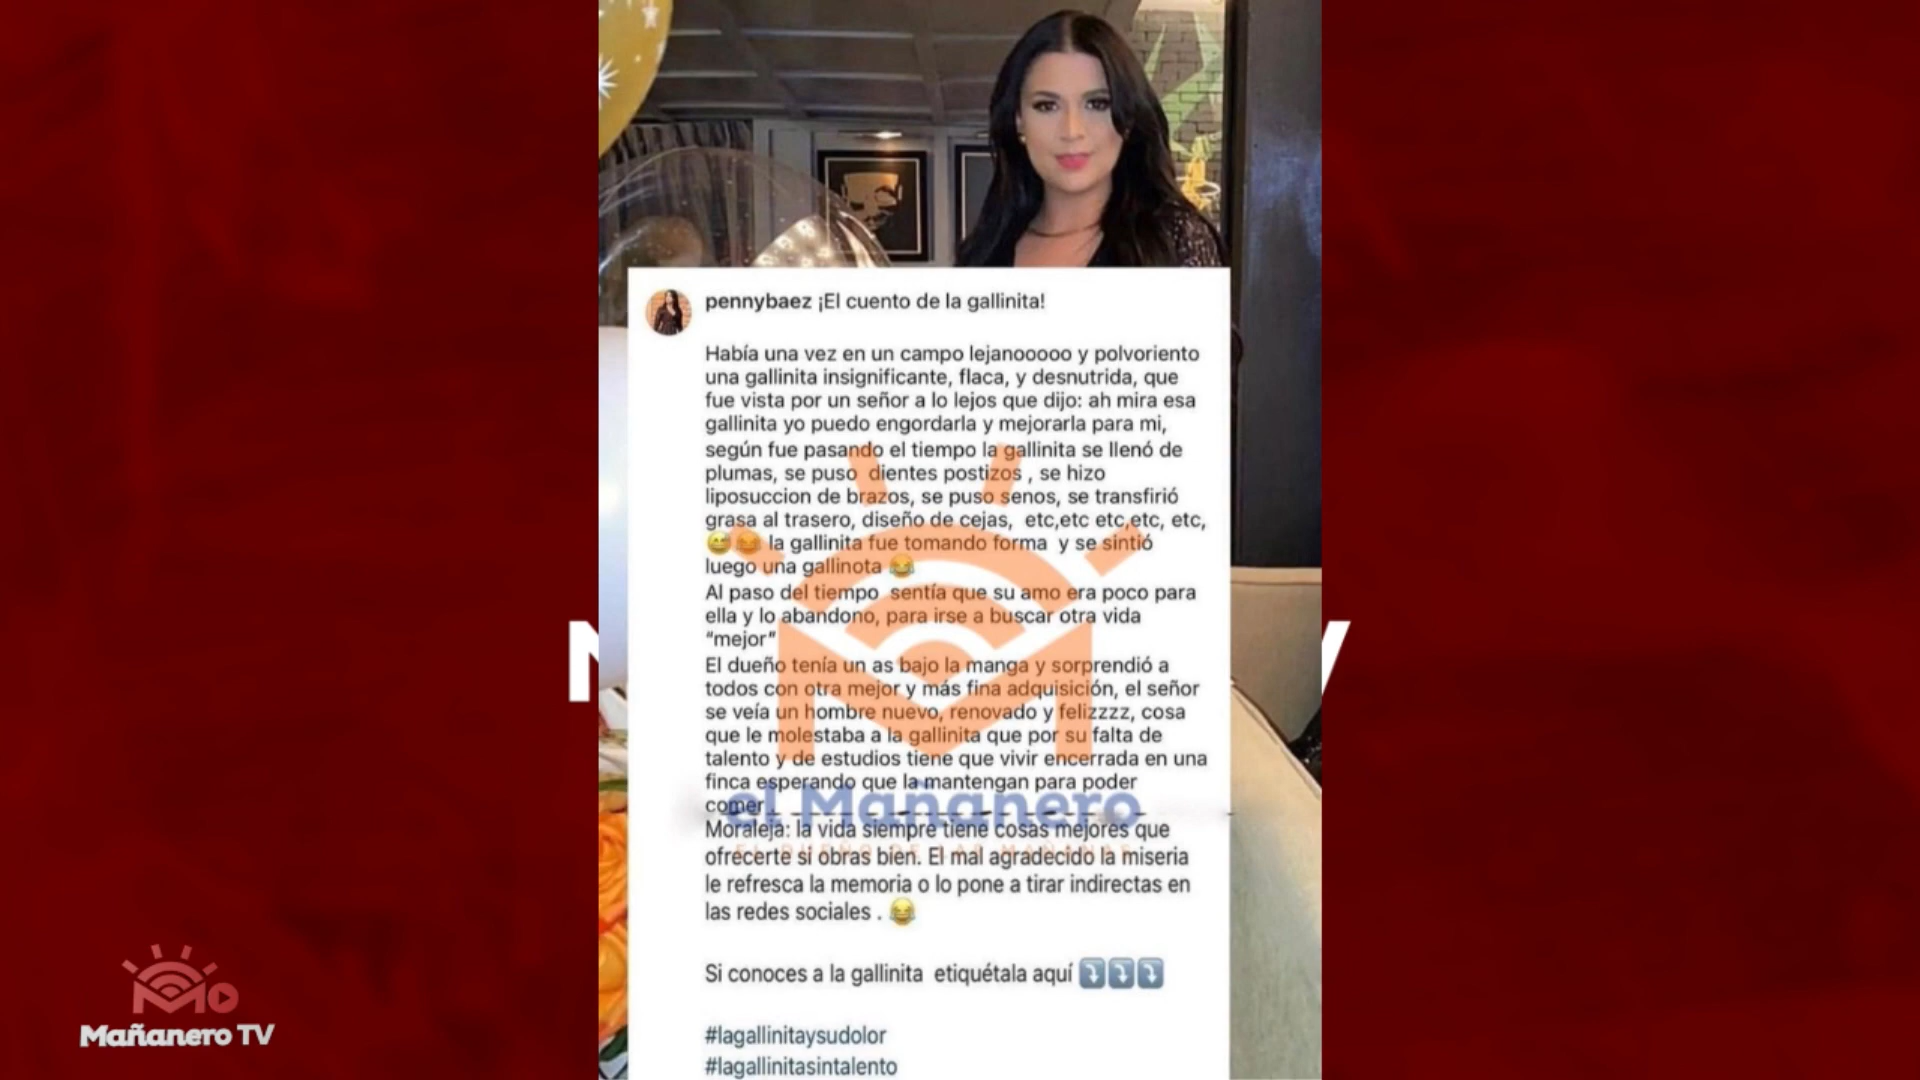 pennybaez ¡El cuento de la gallinita!
Había una vez en un campo lejanooooo y polvoriento
una gallinita insignificante, flaca, y desnutrida, que
fue vista por un señor a lo lejos que dijo: ah mira esa
gallinita yo puedo engordarla y mejorarla para mi,
según fue pasando el tiempo la gallinita se llenó de
plumas, se puso dientes postizos , se hizo
liposuccion de brazos, se puso senos, se transfirió
grasa al trasero, diseño de cejas, etc,etc etc,etc, etc,
😅😂 la gallinita fue tomando forma y se sintió
luego una gallinota 😂
Al paso del tiempo sentía que su amo era poco para
ella y lo abandono, para irse a buscar otra vida
“mejor”
El dueño tenía un as bajo la manga y sorprendió a
todos con otra mejor y más fina adquisición, el señor
se veía un hombre nuevo, renovado y felizzzz, cosa
que le molestaba a la gallinita que por su falta de
talento y de estudios tiene que vivir encerrada en una
finca esperando que la mantengan para poder
comer .
el Mañanero
Moraleja: la vida siempre tiene cosas mejores que
ofrecerte si obras bien. El mal agradecido la miseria
le refresca la memoria o lo pone a tirar indirectas en
las redes sociales . 😂
Si conoces a la gallinita etiquétala aquí ⤵️⤵️⤵️
#lagallinitaysudolor
#lagallinitasintalento
Mañanero TV